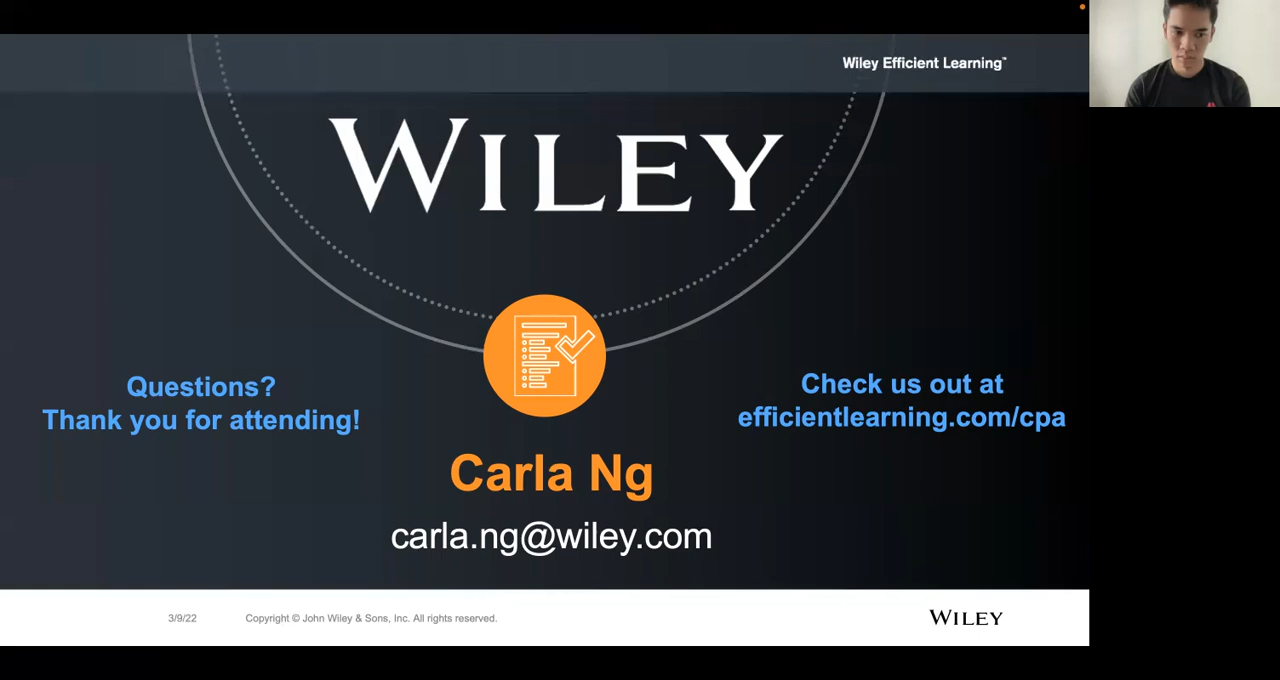 Wiley Efficient Learning™
WILEY
Questions?
Thank you for attending!
Check us out at
efficientlearning.com/cpa
Carla Ng
carla.ng@wiley.com
3/9/22
Copyright © John Wiley & Sons, Inc. All rights reserved.
WILEY